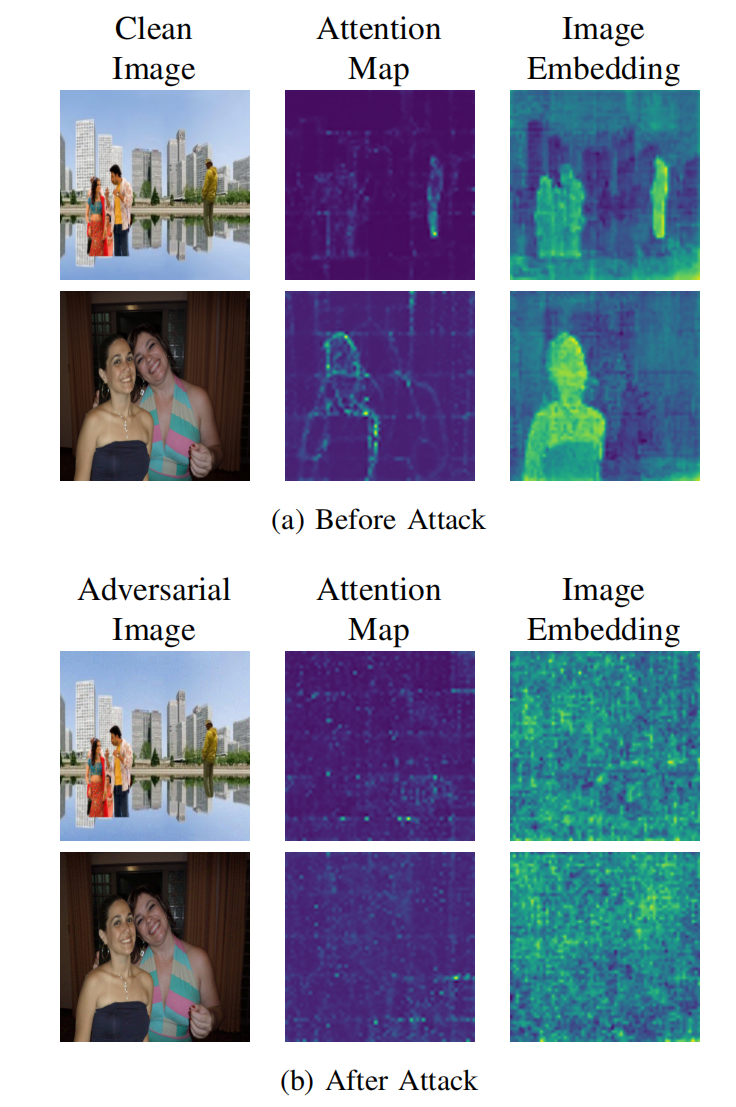 Clean Attention Image
Image Map Embedding
(a) Before Attack
Adversarial Attention Image
Image Map Embedding
(b) After Attack